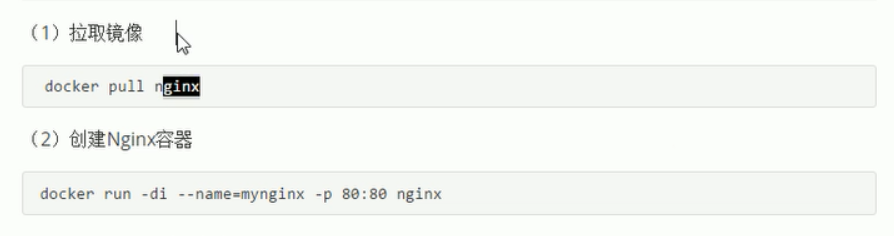 （1）拉取镜像
docker pull nginx
（2）创建Nginx容器
docker run -di --name=mynginx -p 80:80 nginx